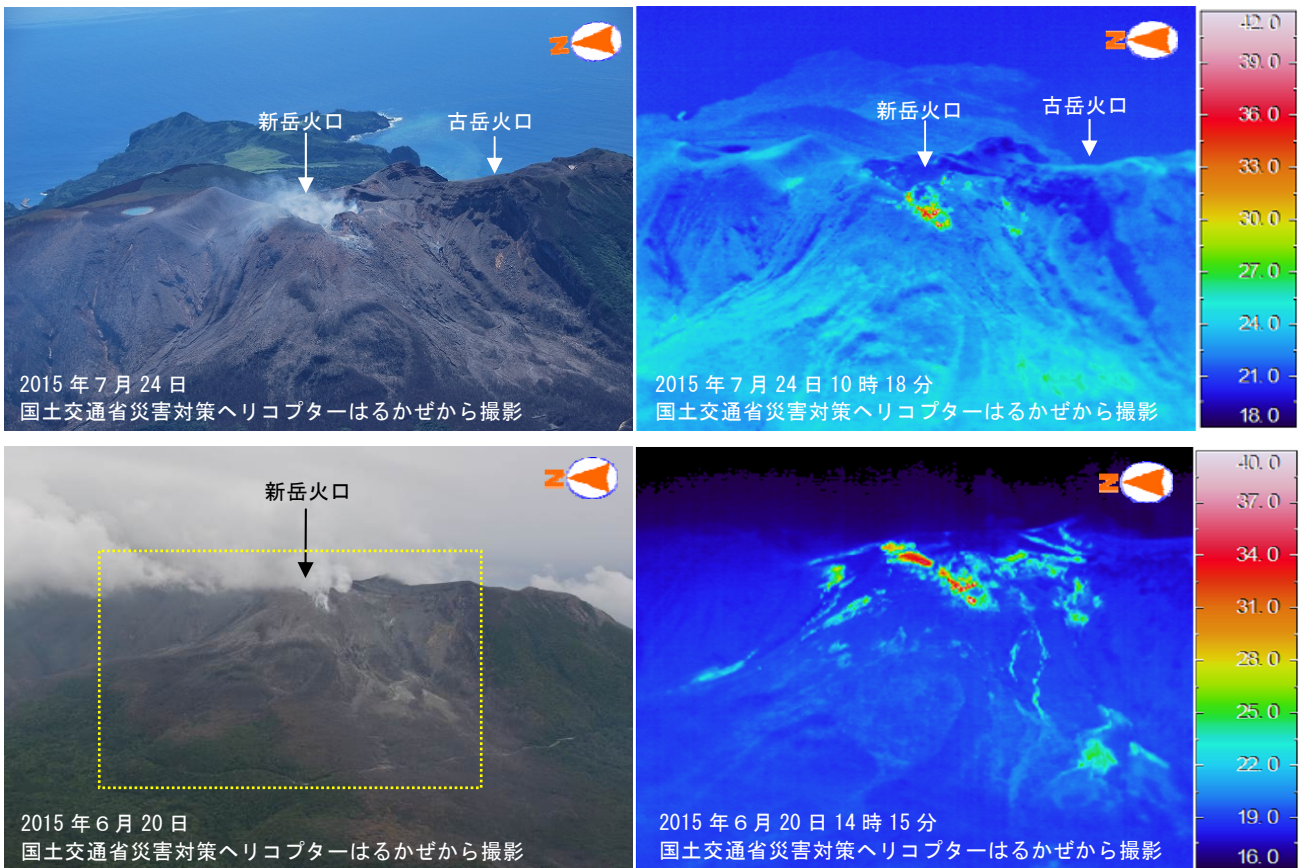 N
新岳火口
古岳火口
2015年7月24日
国土交通省災害対策ヘリコプターはるかぜから撮影
N
新岳火口
古岳火口
2015年7月24日10時18分
国土交通省災害対策ヘリコプターはるかぜから撮影
42.0
39.0
36.0
33.0
30.0
27.0
24.0
21.0
18.0
N
新岳火口
2015年6月20日
国土交通省災害対策ヘリコプターはるかぜから撮影
N
2015年6月20日14時15分
国土交通省災害対策ヘリコプターはるかぜから撮影
40.0
37.0
34.0
31.0
28.0
25.0
22.0
19.0
16.0